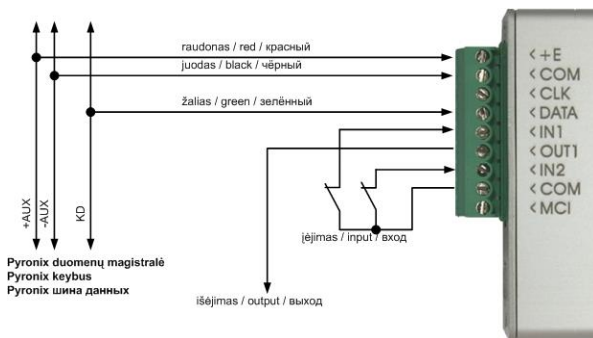 raudonas / red / красный
juodas / black / чёрный
žalias / green / зелённый
< +E
< COM
< CLK
< DATA
< IN1
< OUT1
< IN2
< COM
< MCI
+AUX
-AUX
KD
įėjimas / input / вход
Pyronix duomenų magistralė
Pyronix keybus
Pyronix шина данных
išėjimas / output / выход